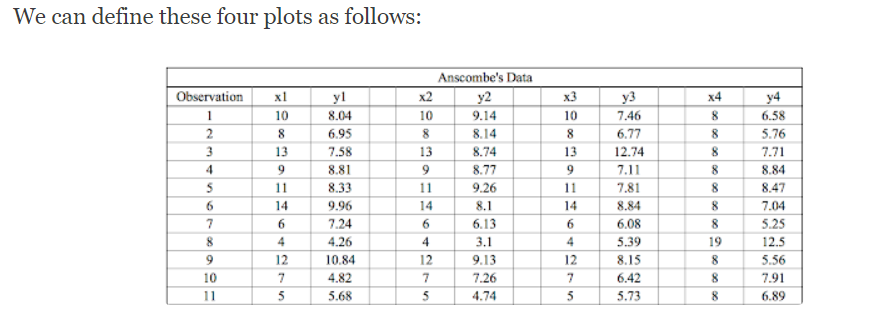 We can define these four plots as follows:
Anscombe's Data
Observation x1 y1 x2 y2 x3 y3 x4 y4
1 10 8.04 10 9.14 10 7.46 8 6.58
2 8 6.95 8 8.14 8 6.77 8 5.76
3 13 7.58 13 8.74 13 12.74 8 7.71
4 9 8.81 9 8.77 9 7.11 8 8.84
5 11 8.33 11 9.26 11 7.81 8 8.47
6 14 9.96 14 8.1 14 8.84 8 7.04
7 6 7.24 6 6.13 6 6.08 8 5.25
8 4 4.26 4 3.1 4 5.39 19 12.5
9 12 10.84 12 9.13 12 8.15 8 5.56
10 7 4.82 7 7.26 7 6.42 8 7.91
11 5 5.68 5 4.74 5 5.73 8 6.89